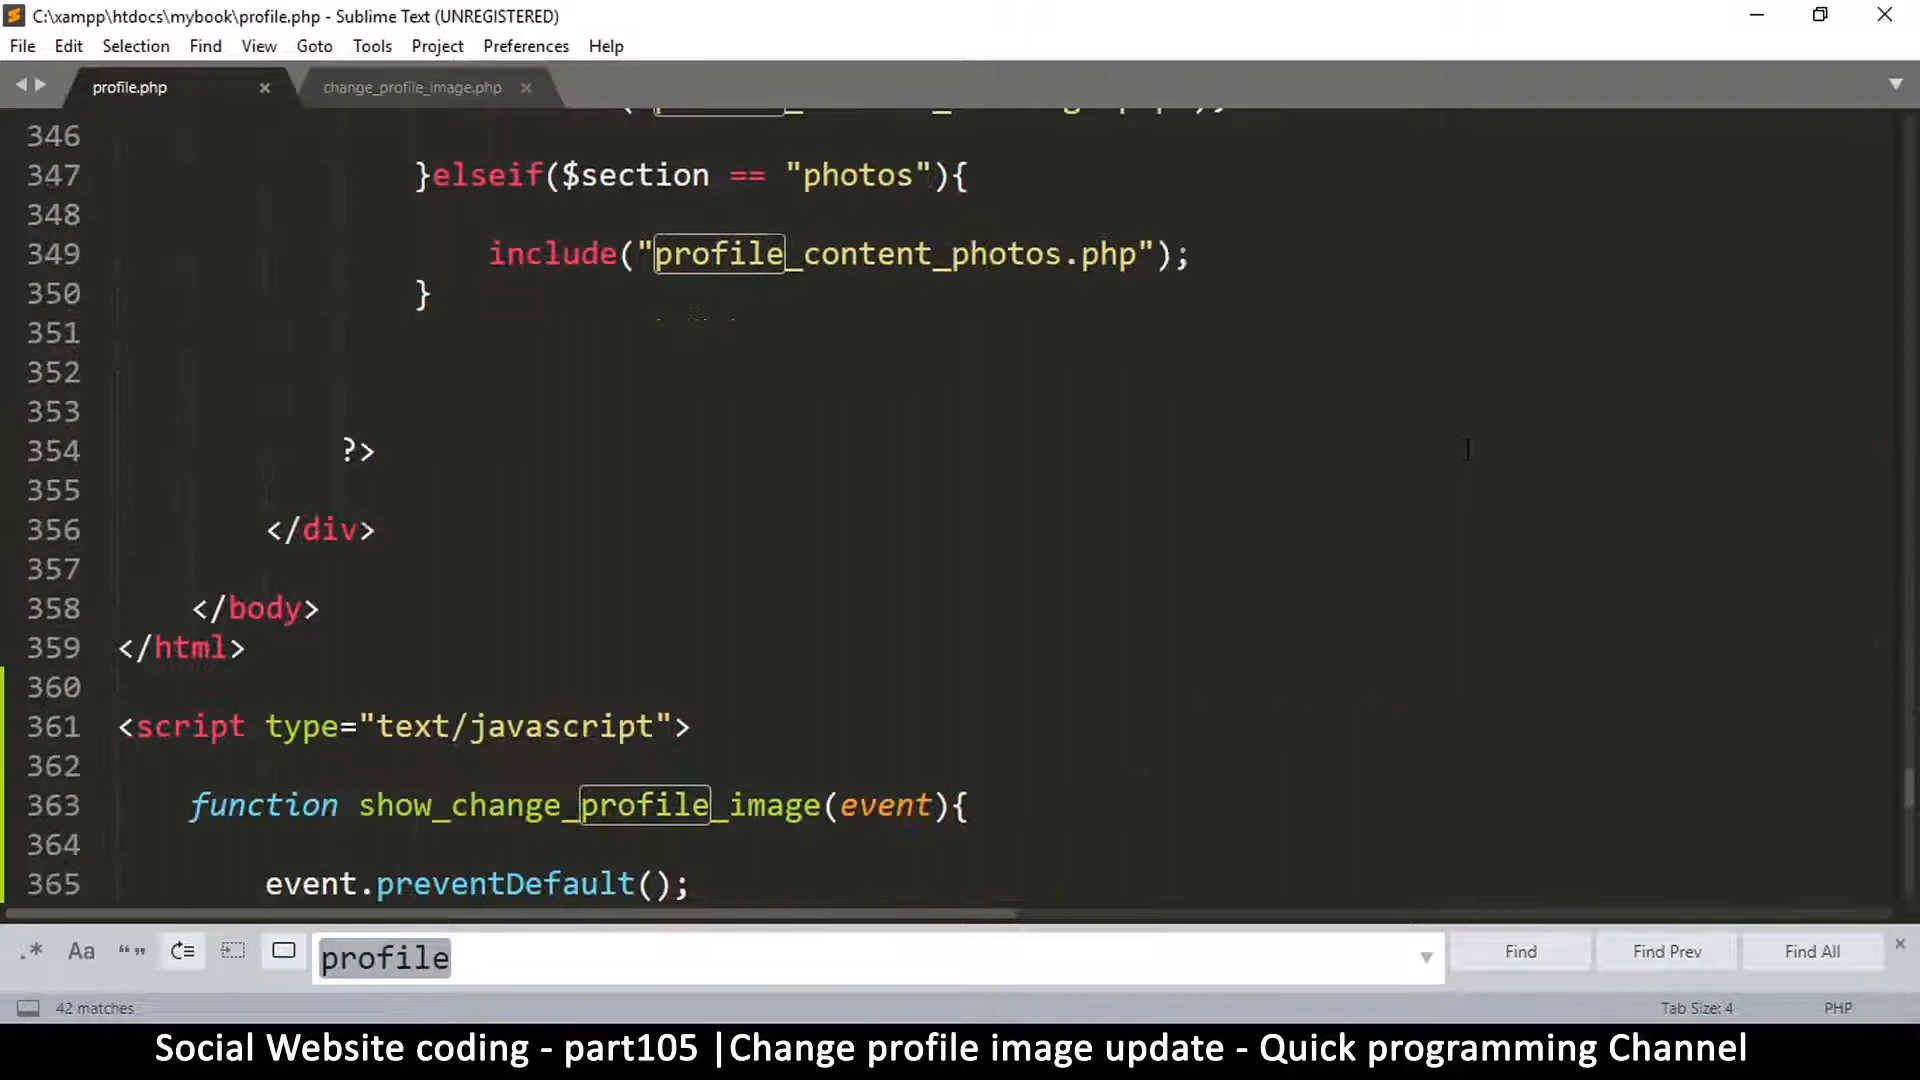 C:\xampp\htdocs\mybook\profile.php - Sublime Text (UNREGISTERED)
File Edit Selection Find View Goto Tools Project Preferences Help
profile.php × change_profile_image.php ×
346
347 }elseif($section == "photos"){
348
349 include("profile_content_photos.php");
350 }
351
352
353
354 ?>
355
356 </div>
357
358 </body>
359 </html>
360
361 <script type="text/javascript">
362
363 function show_change_profile_image(event){
364
365 event.preventDefault();
.* Aa “” profile Find Find Prev Find All ×
42 matches Tab Size: 4 PHP
Social Website coding - part105 |Change profile image update - Quick programming Channel